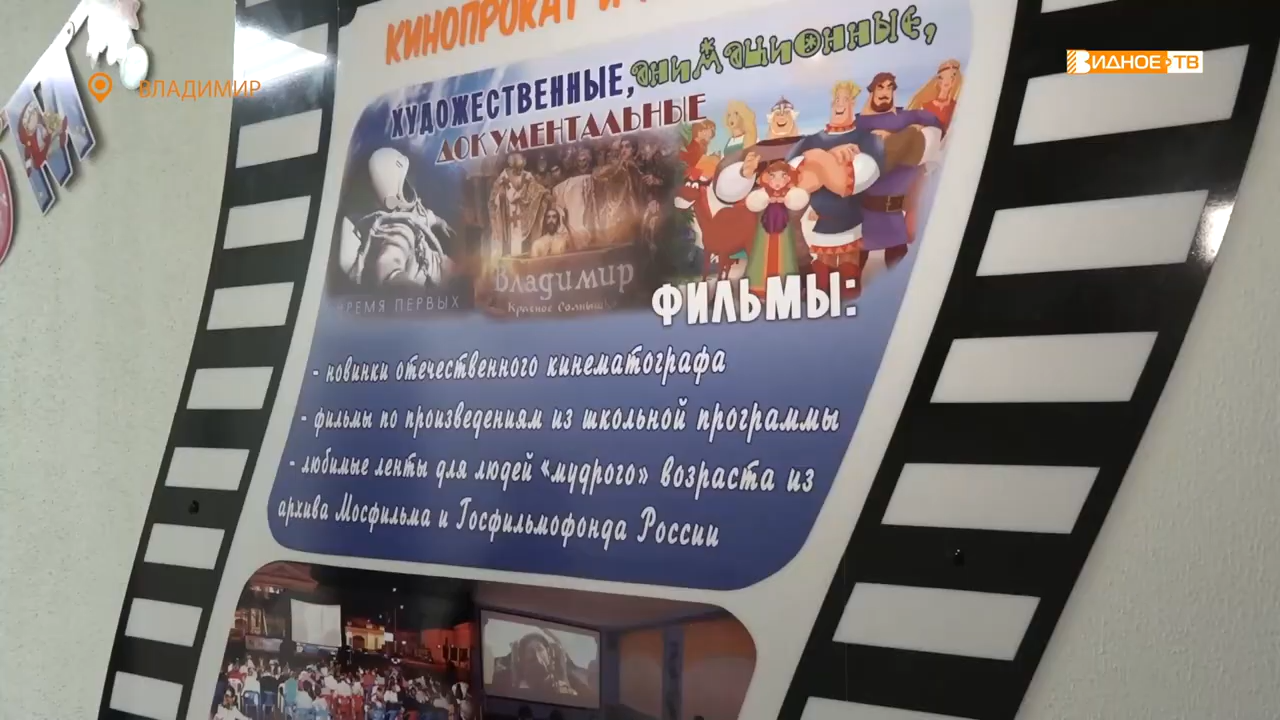 КИНОПРОКАТ И
ВИДНОЕ-ТВ
ВЛАДИМИР
ХУДОЖЕСТВЕННЫЕ, анимационные,
ДОКУМЕНТАЛЬНЫЕ
ВРЕМЯ ПЕРВЫХ
Владимир
Красное Солнышко
ФИЛЬМЫ:
- новинки отечественного кинематографа
- фильмы по произведениям из школьной программы
- любимые ленты для людей «мудрого» возраста из
архива Мосфильма и Госфильмофонда России